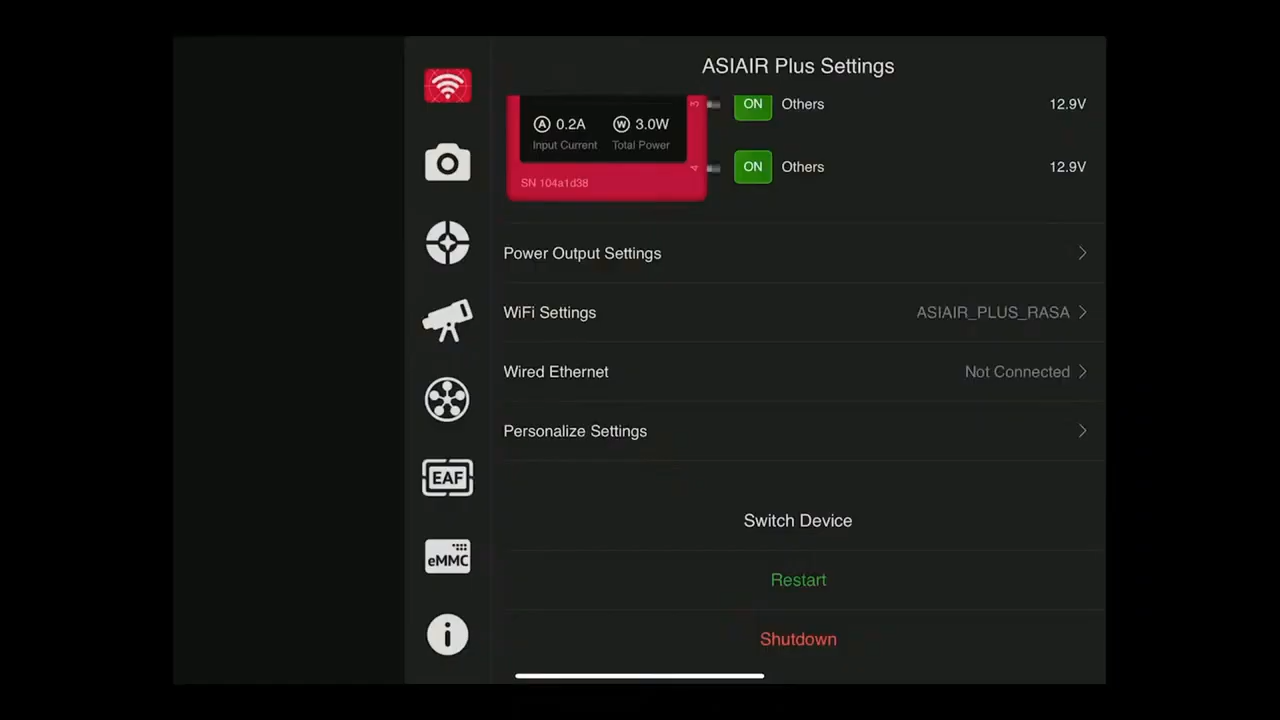 ASIAIR Plus Settings
3 ON Others 12.9V
A 0.2A W 3.0W
Input Current Total Power
4 ON Others 12.9V
SN 104a1d38
Power Output Settings
WiFi Settings ASIAIR_PLUS_RASA
Wired Ethernet Not Connected
Personalize Settings
EAF
Switch Device
eMMC
Restart
Shutdown